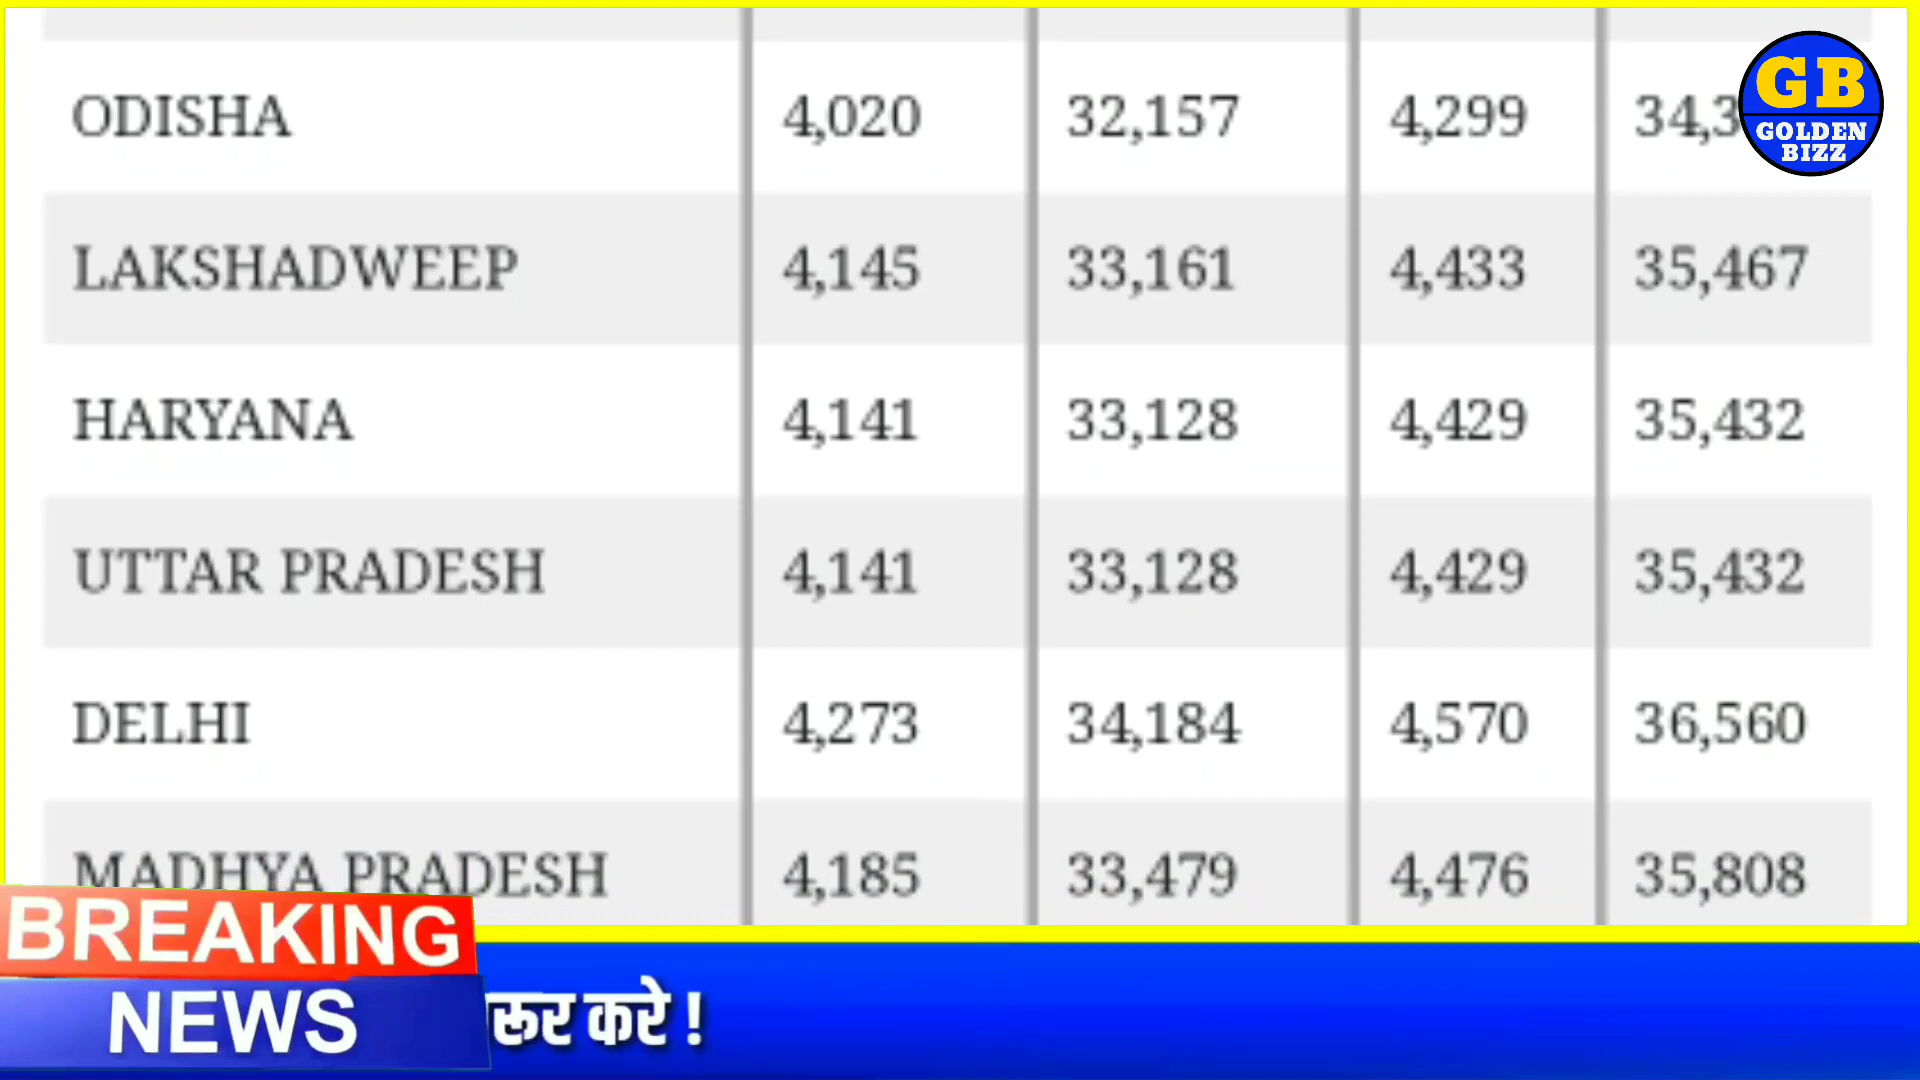 ODISHA 4,020 32,157 4,299 34,3
GB
GOLDEN
BIZZ
LAKSHADWEEP 4,145 33,161 4,433 35,467
HARYANA 4,141 33,128 4,429 35,432
UTTAR PRADESH 4,141 33,128 4,429 35,432
DELHI 4,273 34,184 4,570 36,560
MADHYA PRADESH 4,185 33,479 4,476 35,808
BREAKING
NEWS
रूर करे !